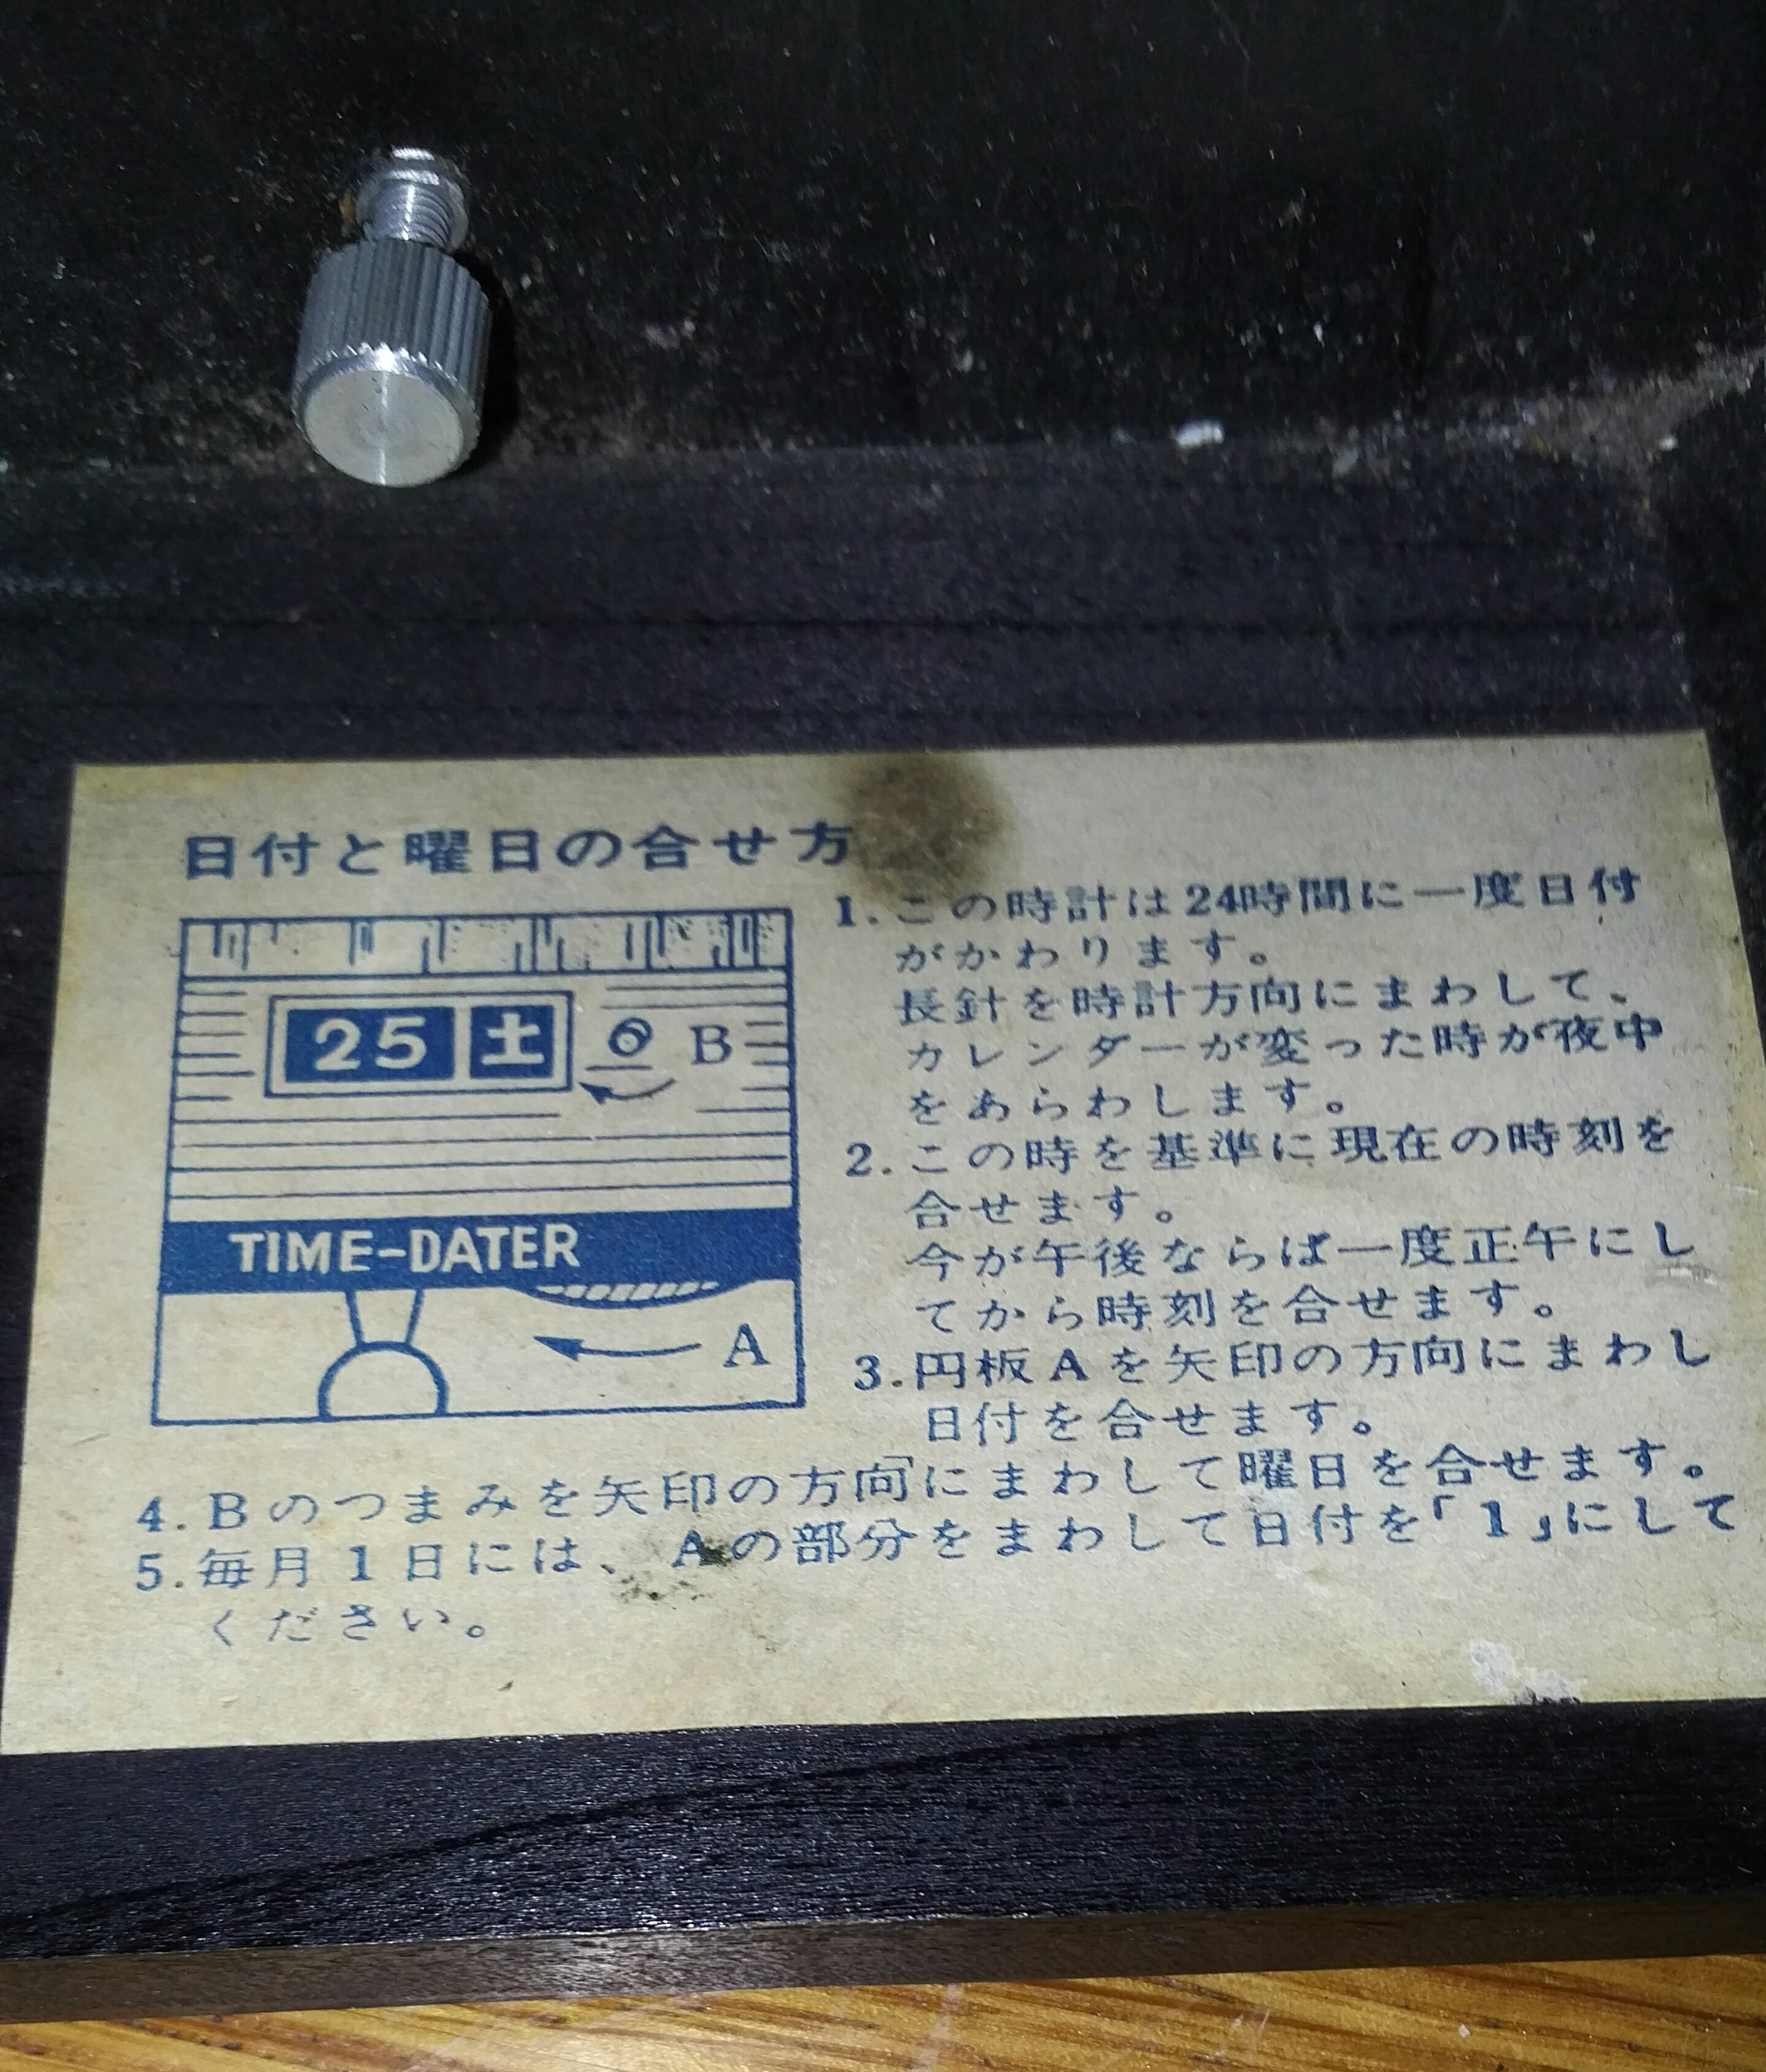 日付と曜日の合せ方
25 土 B
TIME-DATER
A
1.この時計は24時間に一度日付
がかわります。
長針を時計方向にまわして、
カレンダーが変った時が夜中
をあらわします。
2.この時を基準に現在の時刻を
合せます。
今が午後ならば一度正午にし
てから時刻を合せます。
3.円板Aを矢印の方向にまわし
日付を合せます。
4.Bのつまみを矢印の方向にまわして曜日を合せます。
5.毎月1日には、Aの部分をまわして日付を「1」にして
ください。